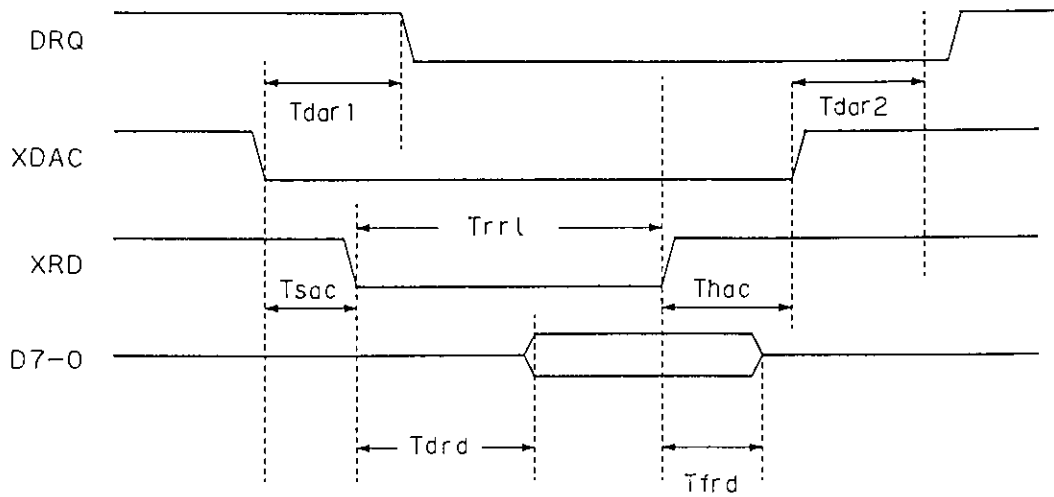 DRQ
Tdar1
Tdar2
XDAC
Trrl
XRD
Tsac
Thac
D7-0
Tdrd
Tfrd